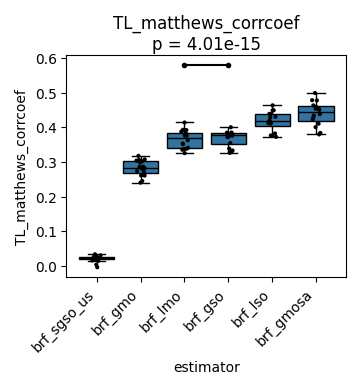 TL_matthews_corrcoef
p = 4.01e-15
TL_matthews_corrcoef
0.6
0.5
0.4
0.3
0.2
0.1
0.0
brf_sgso_us
brf_gmo
brf_lmo
brf_gso
brf_lso
brf_gmosa
estimator